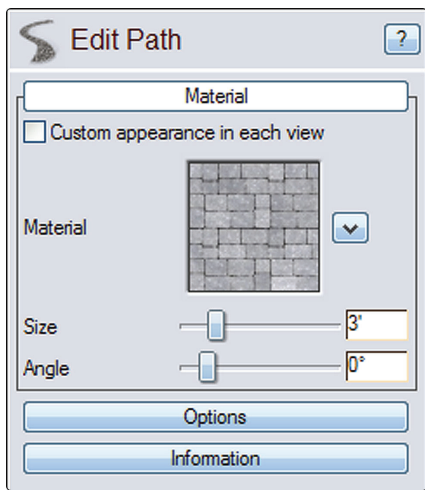 Edit Path
?
Material
Custom appearance in each view
Material
Size
3'
Angle
0°
Options
Information